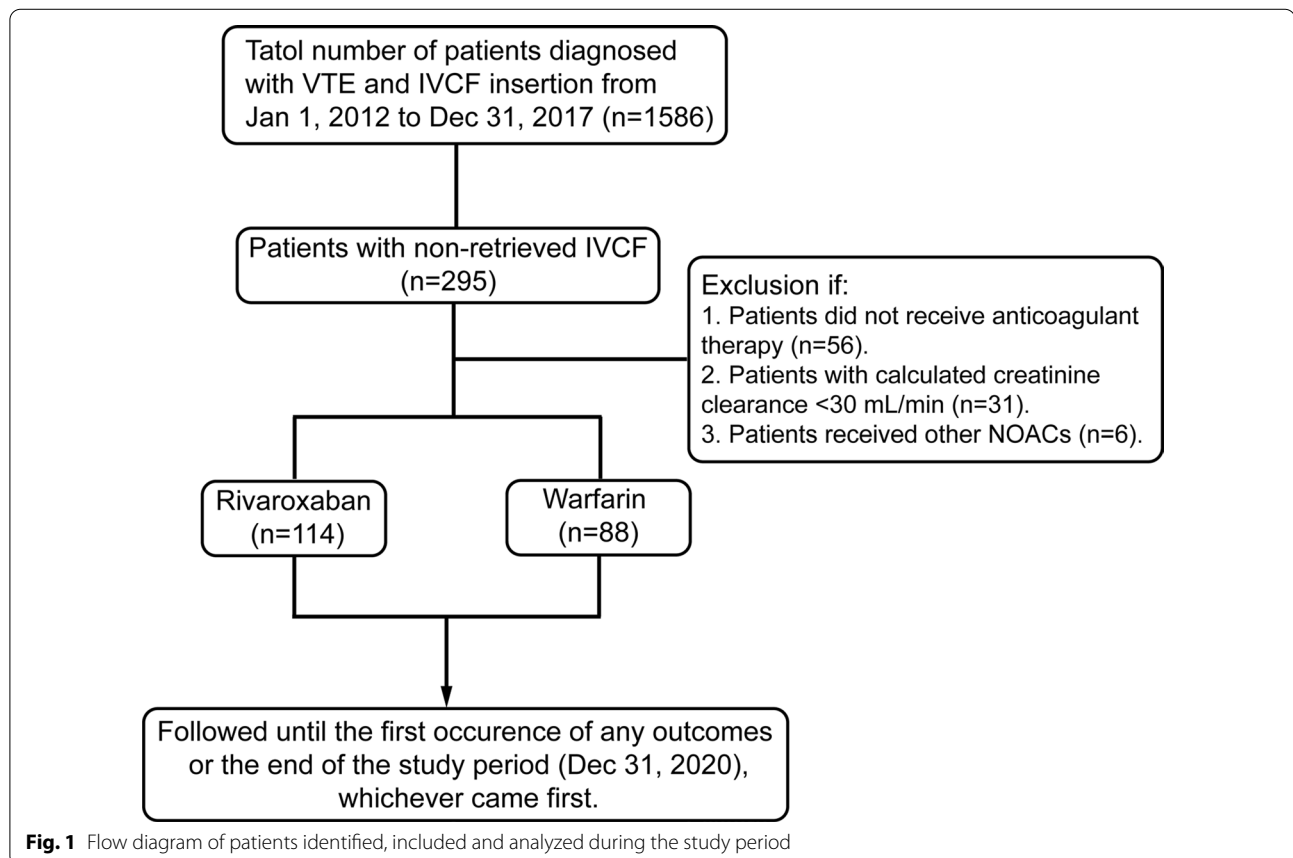 Tatol number of patients diagnosed
with VTE and IVCF insertion from
Jan 1, 2012 to Dec 31, 2017 (n=1586)
Patients with non-retrieved IVCF
(n=295)
Exclusion if:
1. Patients did not receive anticoagulant
therapy (n=56).
2. Patients with calculated creatinine
clearance <30 mL/min (n=31).
3. Patients received other NOACs (n=6).
Rivaroxaban
(n=114)
Warfarin
(n=88)
Followed until the first occurence of any outcomes
or the end of the study period (Dec 31, 2020),
whichever came first.
Fig. 1 Flow diagram of patients identified, included and analyzed during the study period